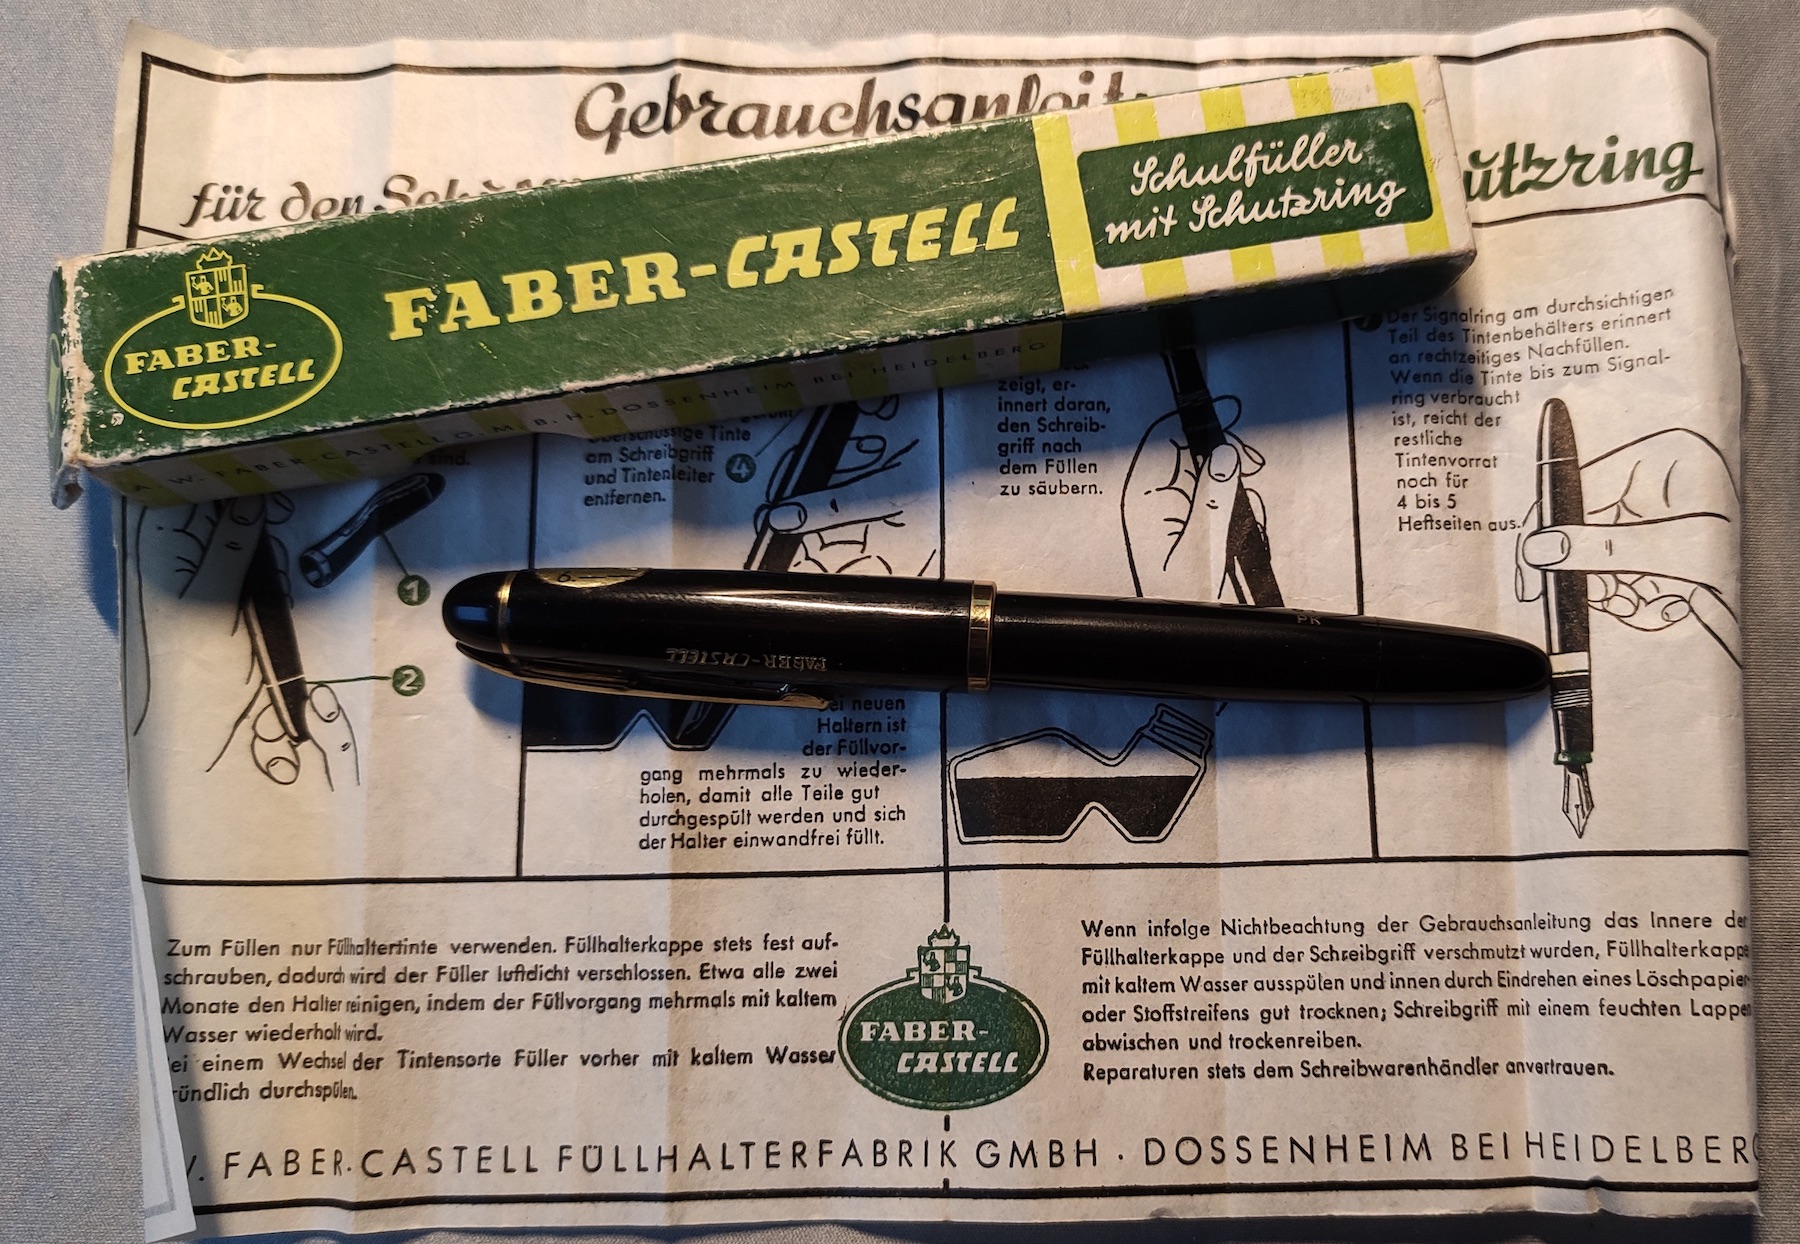 Gebrauchsanleit
für den
utzring
FABER-
CASTELL
FABER-CASTELL
Schulfüller
mit Schutzring
A. W. FABER-CASTELL G.M.B.H. DOSSENHEIM BEI HEIDELBERG
sind.
überschüssige Tinte
am Schreibgriff
und Tintenleiter
entfernen.
4
zeigt, er-
innert daran,
den Schreib-
griff nach
dem Füllen
zu säubern.
Der Signalring am durchsichtigen
Teil des Tintenbehälters erinnert
an rechtzeitiges Nachfüllen.
Wenn die Tinte bis zum Signal-
ring verbraucht
ist, reicht der
restliche
Tintenvorrat
noch für
4 bis 5
Heftseiten aus.
1
2
6.-
FABER-CASTELL
PK
ei neuen
Haltern ist
der Füllvor-
gang mehrmals zu wieder-
holen, damit alle Teile gut
durchgespült werden und sich
der Halter einwandfrei füllt.
Zum Füllen nur Füllhaltertinte verwenden. Füllhalterkappe stets fest auf-
schrauben, dadurch wird der Füller luftdicht verschlossen. Etwa alle zwei
Monate den Halter reinigen, indem der Füllvorgang mehrmals mit kaltem
Wasser wiederholt wird.
ei einem Wechsel der Tintensorte Füller vorher mit kaltem Wasser
ründlich durchspülen.
FABER-
CASTELL
Wenn infolge Nichtbeachtung der Gebrauchsanleitung das Innere der
Füllhalterkappe und der Schreibgriff verschmutzt wurden, Füllhalterkappe
mit kaltem Wasser ausspülen und innen durch Eindrehen eines Löschpapier-
oder Stoffstreifens gut trocknen; Schreibgriff mit einem feuchten Lappen
abwischen und trockenreiben.
Reparaturen stets dem Schreibwarenhändler anvertrauen.
W. FABER-CASTELL FÜLLHALTERFABRIK GMBH · DOSSENHEIM BEI HEIDELBERG